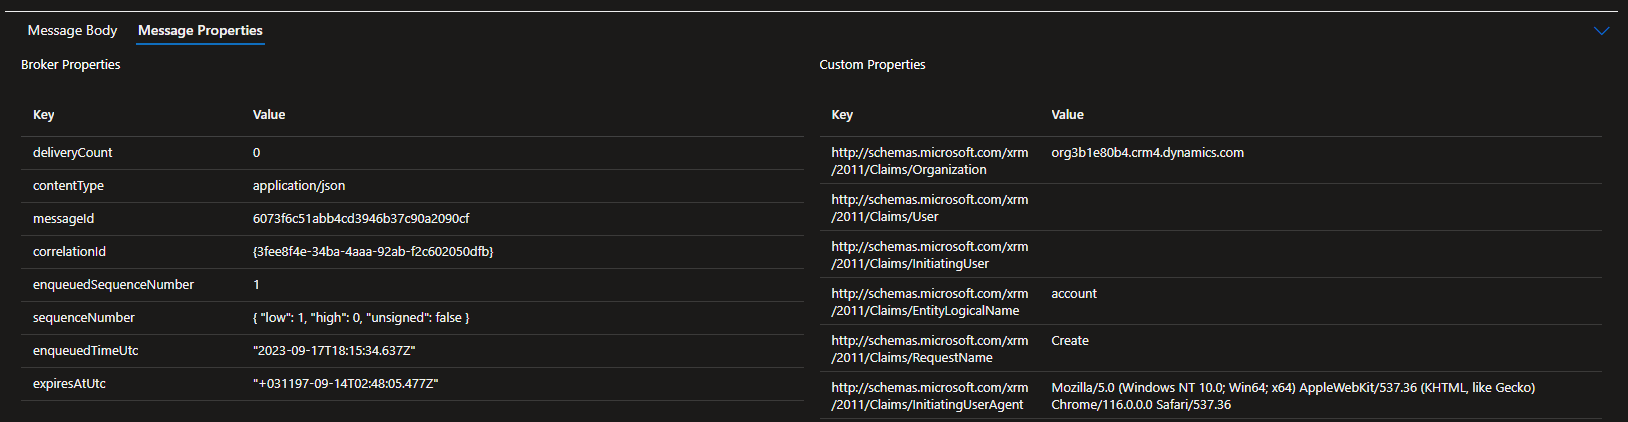 Message Body Message Properties
Broker Properties
Key Value
deliveryCount 0
contentType application/json
messageId 6073f6c51abb4cd3946b37c90a2090cf
correlationId {3fee8f4e-34ba-4aaa-92ab-f2c602050dfb}
enqueuedSequenceNumber 1
sequenceNumber { "low": 1, "high": 0, "unsigned": false }
enqueuedTimeUtc "2023-09-17T18:15:34.637Z"
expiresAtUtc "+031197-09-14T02:48:05.477Z"
Custom Properties
Key Value
http://schemas.microsoft.com/xrm org3b1e80b4.crm4.dynamics.com
/2011/Claims/Organization
http://schemas.microsoft.com/xrm
/2011/Claims/User
http://schemas.microsoft.com/xrm
/2011/Claims/InitiatingUser
http://schemas.microsoft.com/xrm account
/2011/Claims/EntityLogicalName
http://schemas.microsoft.com/xrm Create
/2011/Claims/RequestName
http://schemas.microsoft.com/xrm Mozilla/5.0 (Windows NT 10.0; Win64; x64) AppleWebKit/537.36 (KHTML, like Gecko)
/2011/Claims/InitiatingUserAgent Chrome/116.0.0.0 Safari/537.36